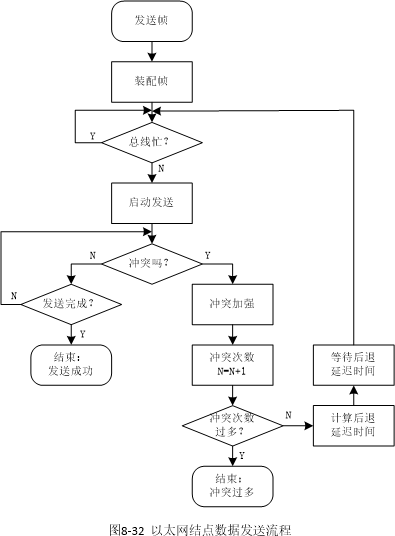 发送帧
装配帧
总线忙？
Y
N
启动发送
冲突吗？
N
Y
发送完成？
N
Y
结束：
发送成功
冲突加强
冲突次数
N=N+1
冲突次数
过多？
N
Y
结束：
冲突过多
等待后退
延迟时间
计算后退
延迟时间
图8-32 以太网结点数据发送流程